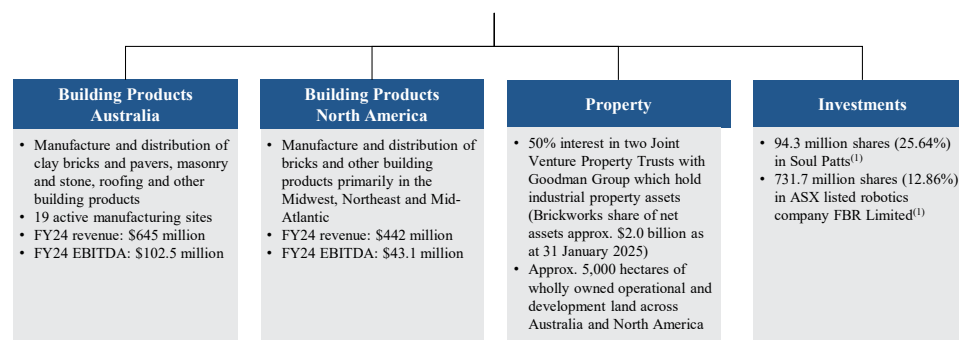 Building Products
Australia
• Manufacture and distribution of
clay bricks and pavers, masonry
and stone, roofing and other
building products
• 19 active manufacturing sites
• FY24 revenue: $645 million
• FY24 EBITDA: $102.5 million
Building Products
North America
• Manufacture and distribution of
bricks and other building
products primarily in the
Midwest, Northeast and Mid-
Atlantic
• FY24 revenue: $442 million
• FY24 EBITDA: $43.1 million
Property
• 50% interest in two Joint
Venture Property Trusts with
Goodman Group which hold
industrial property assets
(Brickworks share of net
assets approx. $2.0 billion as
at 31 January 2025)
• Approx. 5,000 hectares of
wholly owned operational and
development land across
Australia and North America
Investments
• 94.3 million shares (25.64%)
in Soul Patts(1)
• 731.7 million shares (12.86%)
in ASX listed robotics
company FBR Limited(1)